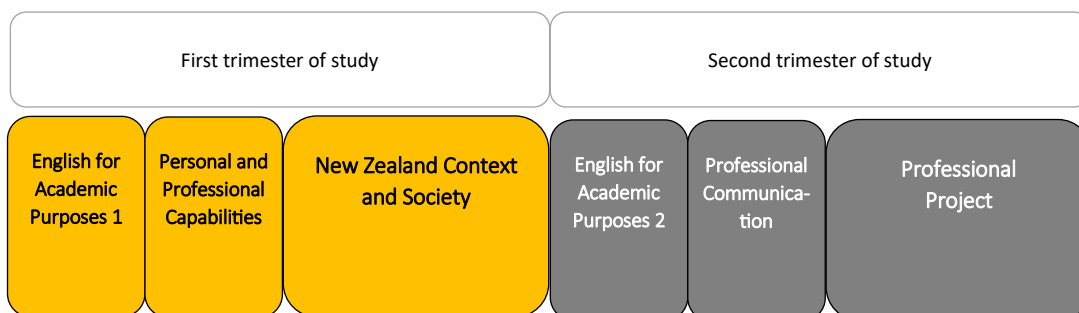 First trimester of study
Second trimester of study
English for
Academic
Purposes 1
Personal and
Professional
Capabilities
New Zealand Context
and Society
English for
Academic
Purposes 2
Professional
Communica-
tion
Professional
Project